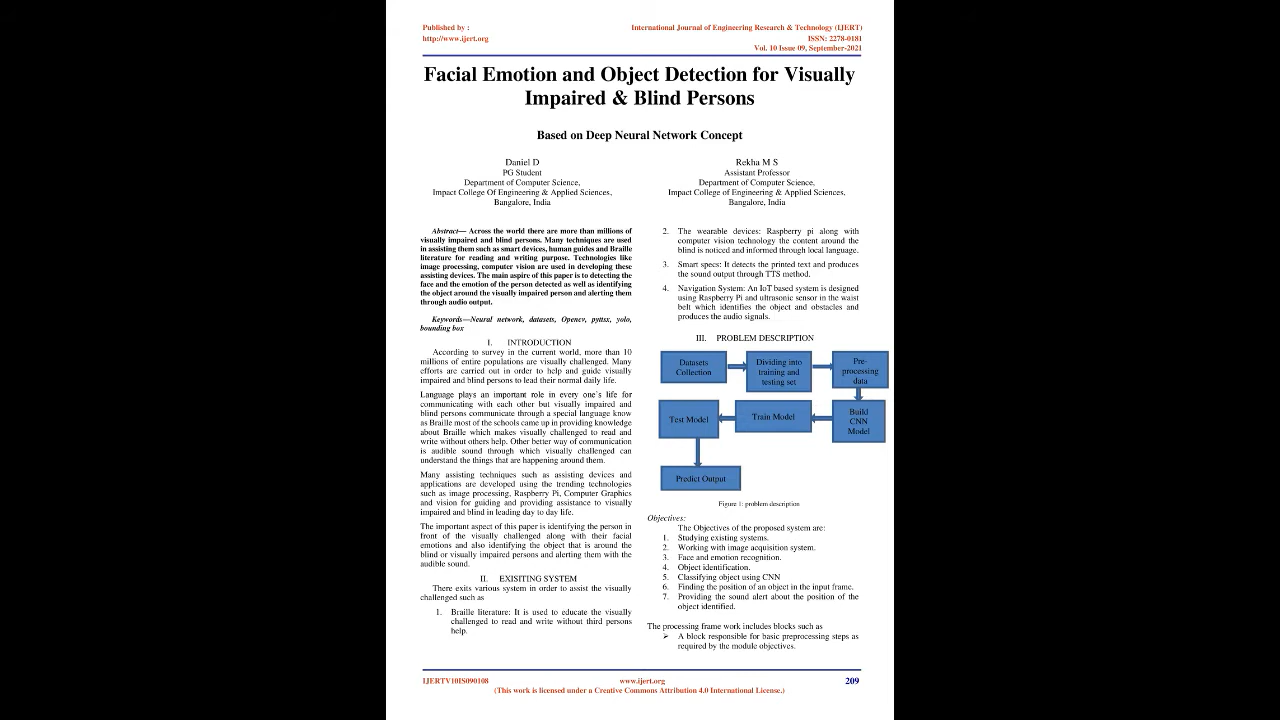 Published by :
http://www.ijert.org
International Journal of Engineering Research & Technology (IJERT)
ISSN: 2278-0181
Vol. 10 Issue 09, September-2021
Facial Emotion and Object Detection for Visually
Impaired & Blind Persons
Based on Deep Neural Network Concept
Daniel D
PG Student
Department of Computer Science,
Impact College Of Engineering & Applied Sciences,
Bangalore, India
Rekha M S
Assistant Professor
Department of Computer Science,
Impact College of Engineering & Applied Sciences,
Bangalore, India
Abstract— Across the world there are more than millions of
visually impaired and blind persons. Many techniques are used
in assisting them such as smart devices, human guides and Braille
literature for reading and writing purpose. Technologies like
image processing, computer vision are used in developing these
assisting devices. The main aspire of this paper is to detecting the
face and the emotion of the person detected as well as identifying
the object around the visually impaired person and alerting them
through audio output.
Keywords—Neural network, datasets, Opencv, pyttsx, yolo,
bounding box
I. INTRODUCTION
According to survey in the current world, more than 10
millions of entire populations are visually challenged. Many
efforts are carried out in order to help and guide visually
impaired and blind persons to lead their normal daily life.
Language plays an important role in every one's life for
communicating with each other but visually impaired and
blind persons communicate through a special language know
as Braille most of the schools came up in providing knowledge
about Braille which makes visually challenged to read and
write without others help. Other better way of communication
is audible sound through which visually challenged can
understand the things that are happening around them.
Many assisting techniques such as assisting devices and
applications are developed using the trending technologies
such as image processing, Raspberry Pi, Computer Graphics
and vision for guiding and providing assistance to visually
impaired and blind in leading day to day life.
The important aspect of this paper is identifying the person in
front of the visually challenged along with their facial
emotions and also identifying the object that is around the
blind or visually impaired persons and alerting them with the
audible sound.
II. EXISITING SYSTEM
There exits various system in order to assist the visually
challenged such as
1. Braille literature: It is used to educate the visually
challenged to read and write without third persons
help.
2. The wearable devices: Raspberry pi along with
computer vision technology the content around the
blind is noticed and informed through local language.
3. Smart specs: It detects the printed text and produces
the sound output through TTS method.
4. Navigation System: An IoT based system is designed
using Raspberry Pi and ultrasonic sensor in the waist
belt which identifies the object and obstacles and
produces the audio signals.
III. PROBLEM DESCRIPTION
Datasets
Collection
Dividing into
training and
testing set
Pre-
processing
data
Test Model
Train Model
Build
CNN
Model
Predict Output
Figure 1: problem description
Objectives:
The Objectives of the proposed system are:
1. Studying existing systems.
2. Working with image acquisition system.
3. Face and emotion recognition.
4. Object identification.
5. Classifying object using CNN
6. Finding the position of an object in the input frame.
7. Providing the sound alert about the position of the
object identified.
The processing frame work includes blocks such as
➢ A block responsible for basic preprocessing steps as
required by the module objectives.
IJERTV10IS090108
www.ijert.org
209
(This work is licensed under a Creative Commons Attribution 4.0 International License.)